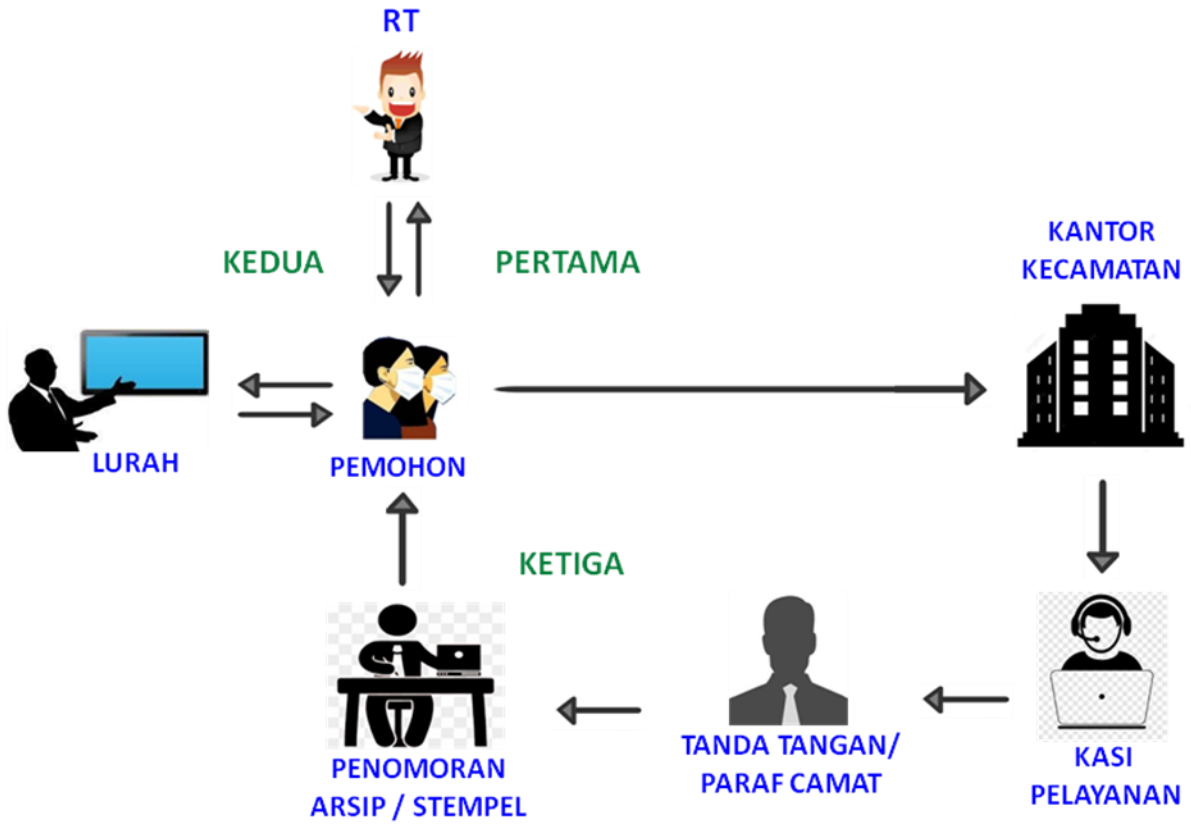 RT
KEDUA
PERTAMA
KANTOR
KECAMATAN
LURAH
PEMOHON
KETIGA
PENOMORAN
ARSIP / STEMPEL
TANDA TANGAN/
PARAF CAMAT
KASI
PELAYANAN